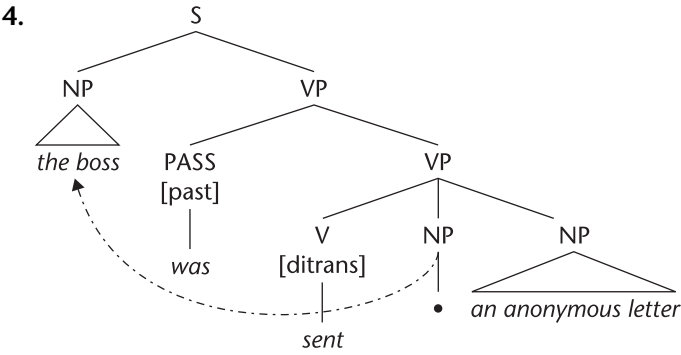 4.
S
NP VP
the boss PASS VP
[past]
V NP NP
was [ditrans]
• an anonymous letter
sent